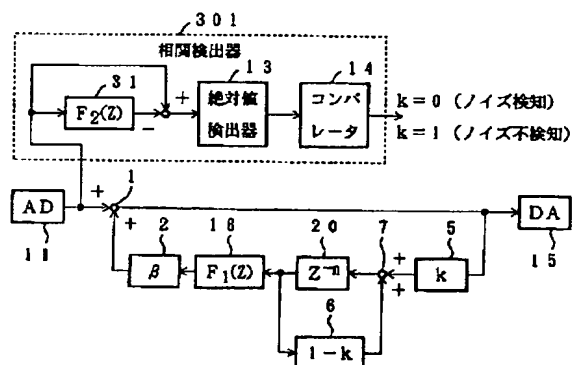 301
相関検出器
31
13
14
F₂(Z)
+
−
絶対値
検出器
コンパ
レータ
k=0 (ノイズ検知)
k=1 (ノイズ不検知)
AD
11
+
1
+
2
β
18
F₁(Z)
20
Z⁻ⁿ
7
+
+
5
k
DA
15
6
1−k